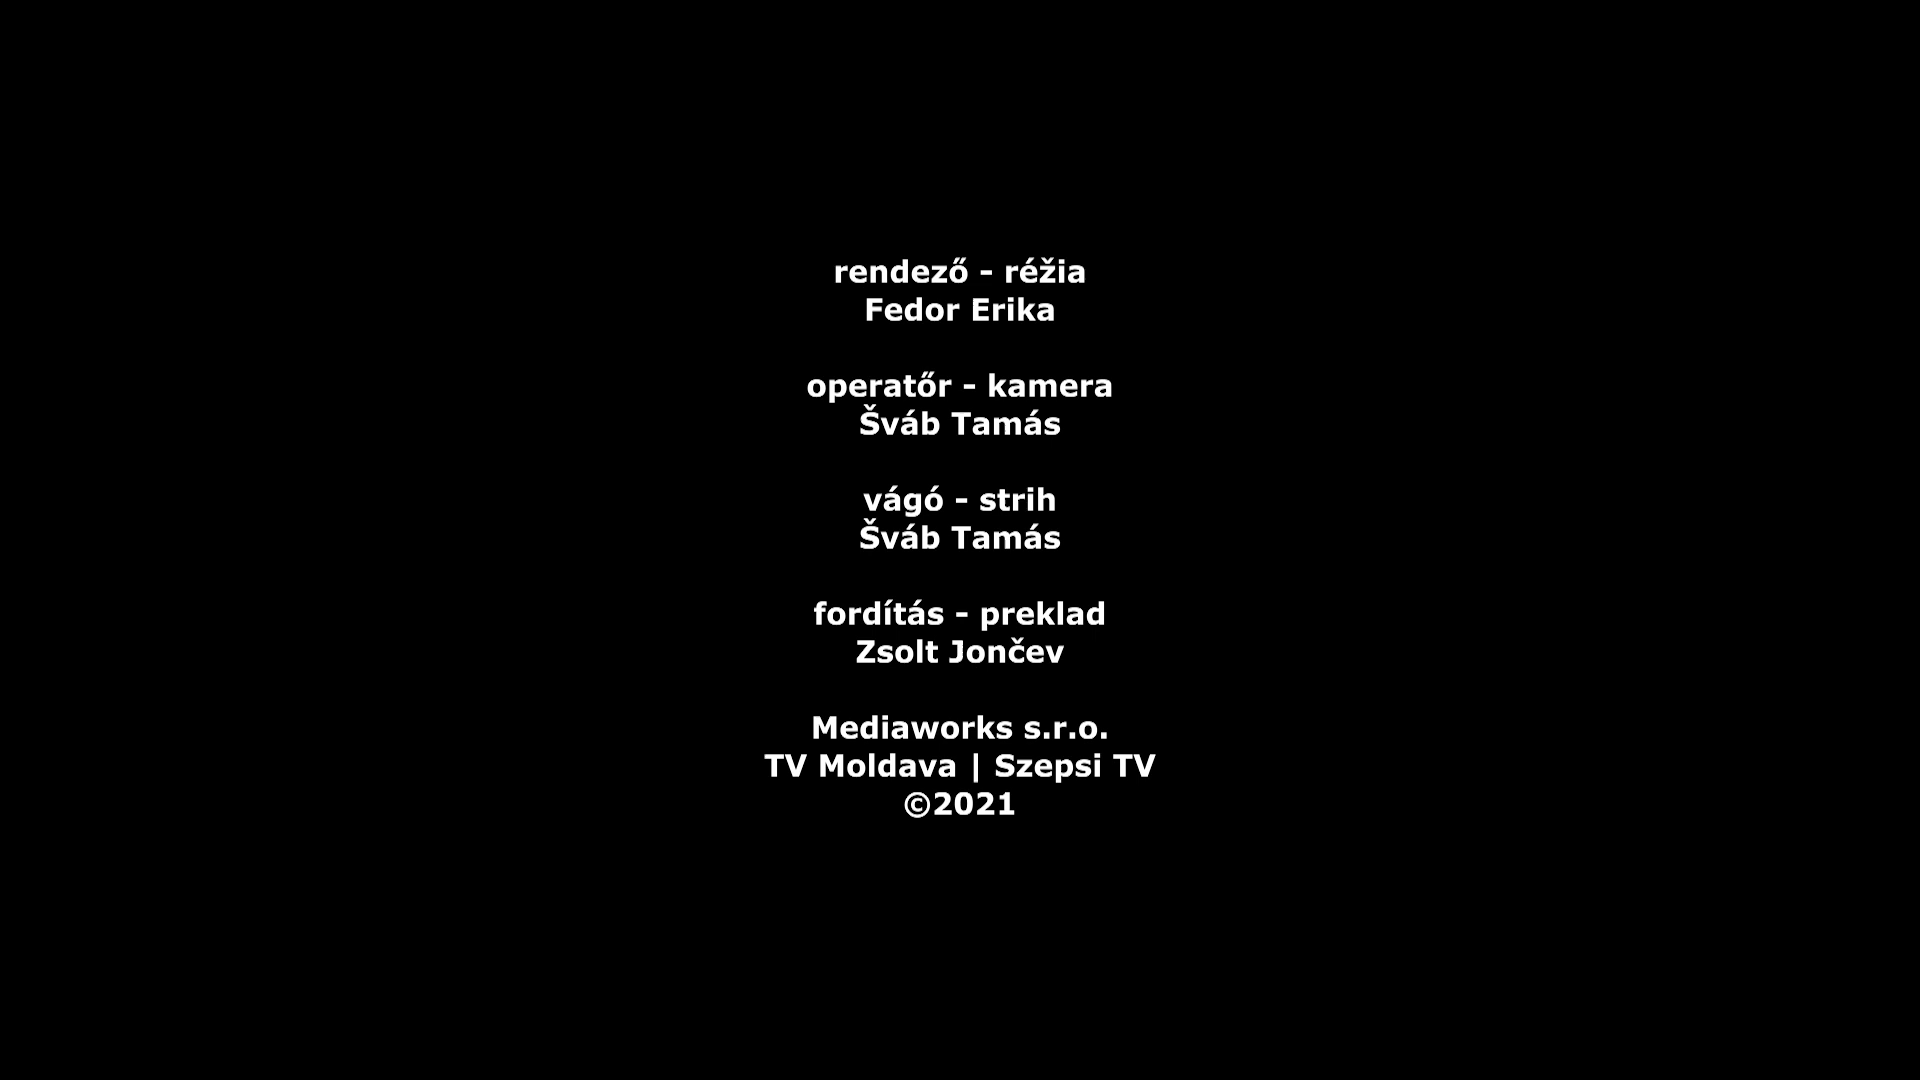 rendező - réžia
Fedor Erika
operatőr - kamera
Šváb Tamás
vágó - strih
Šváb Tamás
fordítás - preklad
Zsolt Jončev
Mediaworks s.r.o.
TV Moldava | Szepsi TV
©2021